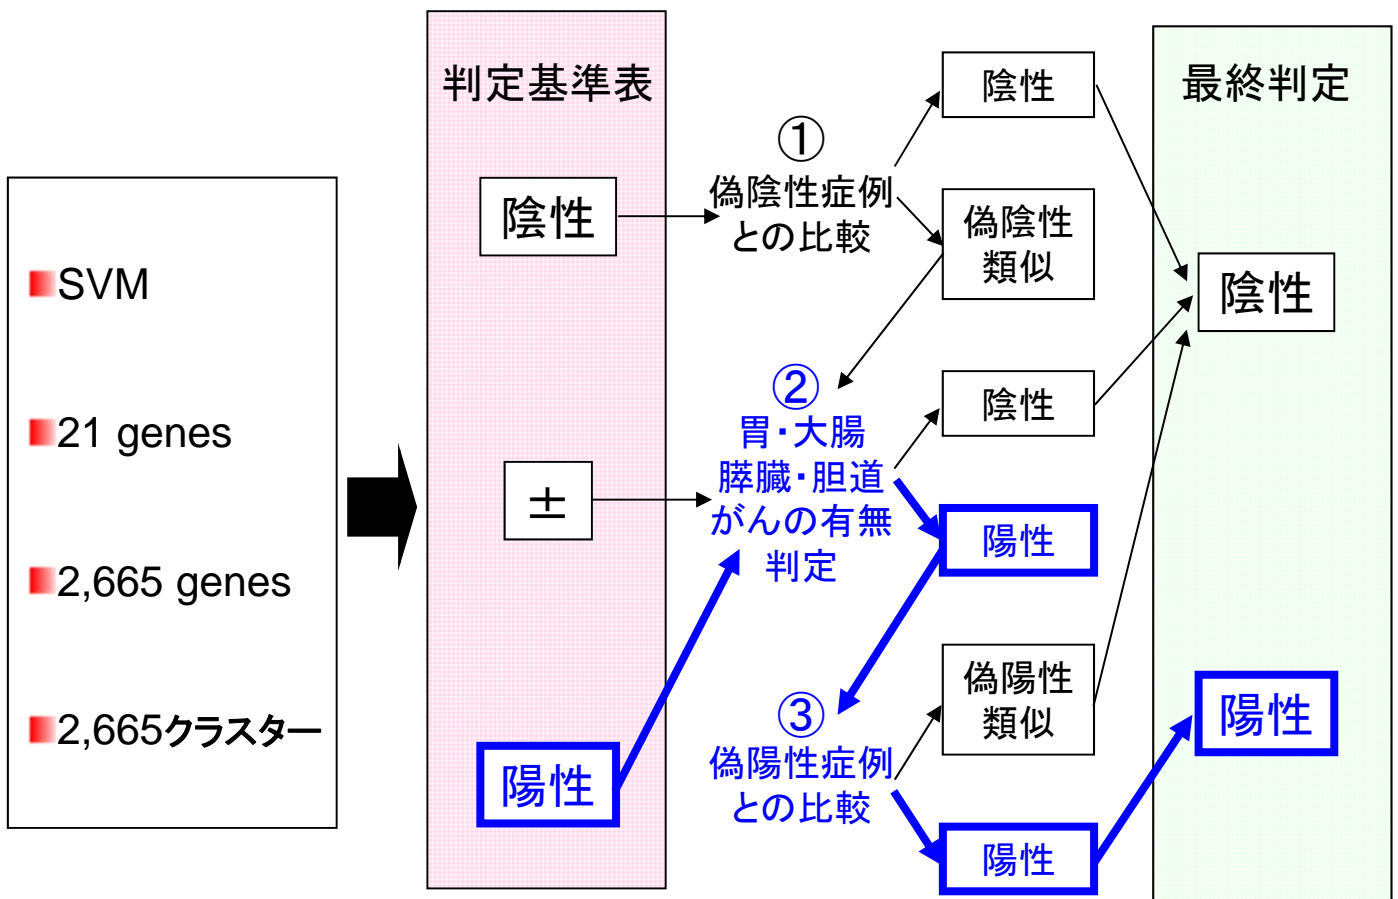 SVM
21 genes
2,665 genes
2,665クラスター
判定基準表
陰性
±
陽性
①
偽陰性症例
との比較
②
胃・大腸
膵臓・胆道
がんの有無
判定
③
偽陽性症例
との比較
陰性
偽陰性
類似
陰性
陽性
偽陽性
類似
陽性
最終判定
陰性
陽性